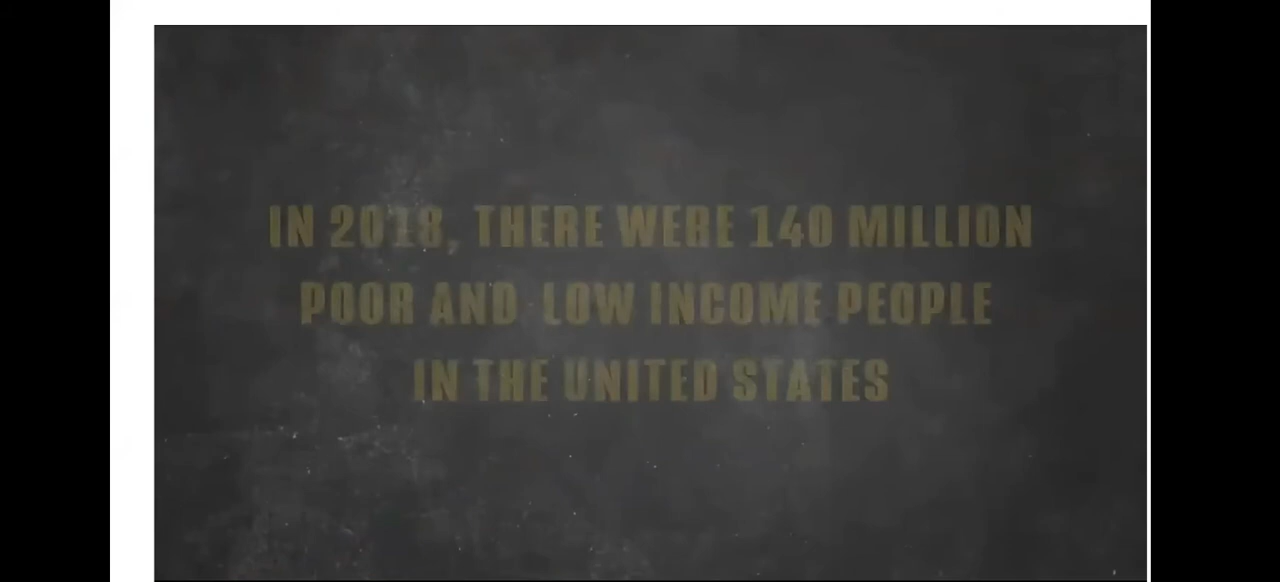 IN 2018, THERE WERE 140 MILLION
POOR AND LOW INCOME PEOPLE
IN THE UNITED STATES